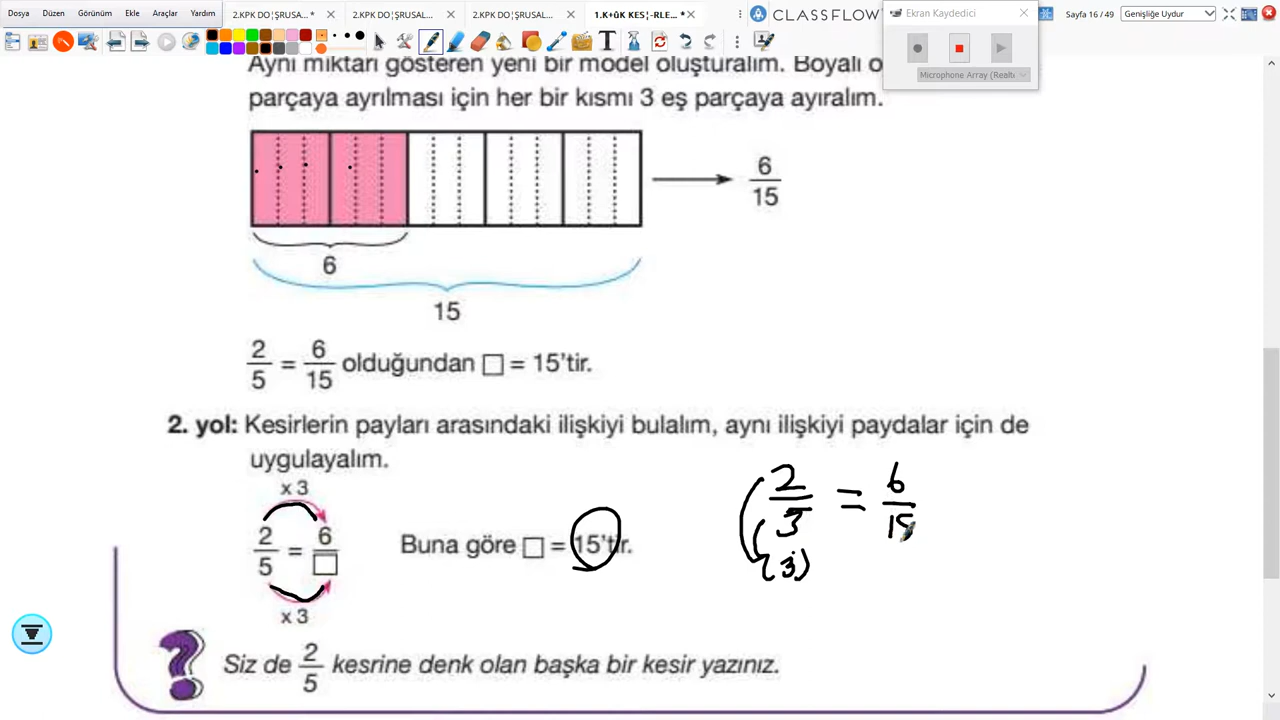 Dosya Düzen Görünüm Ekle Araçlar Yardım
2.KPK DO¦ŞRUSA... * 2.KPK DO¦ŞRUSAL... 2.KPK DO¦ŞRUSAL... 1.K+ûK KES¦-RLE... *
CLASSFLOW
Sayfa 16 / 49 Genişliğe Uydur
Ekran Kaydedici
Microphone Array (Realt
Aynı miktarı gösteren yeni bir model oluşturalım. Boyalı o
parçaya ayrılması için her bir kısmı 3 eş parçaya ayıralım.
6
15
6
15
2/5 = 6/15 olduğundan □ = 15'tir.
2. yol: Kesirlerin payları arasındaki ilişkiyi bulalım, aynı ilişkiyi paydalar için de
uygulayalım.
x 3
2/5 = 6/□
x 3
Buna göre □ = 15'tir.
2/3 = 6/15
(3)
?
Siz de 2/5 kesrine denk olan başka bir kesir yazınız.